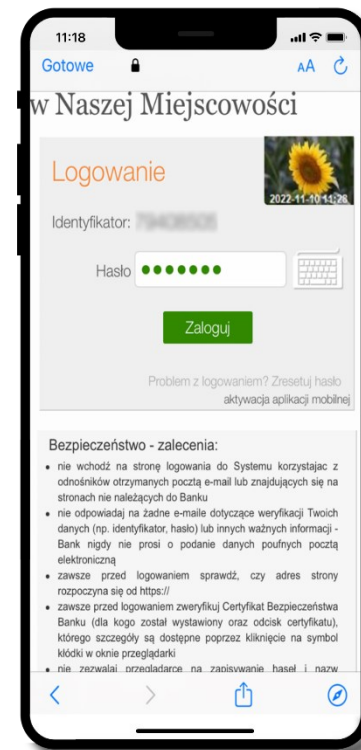 11:18
Gotowe
AA
w Naszej Miejscowości
Logowanie
2022-11-10 11:28
Identyfikator:
Hasło
Zaloguj
Problem z logowaniem? Zresetuj hasło
aktywacja aplikacji mobilnej
Bezpieczeństwo - zalecenia:
• nie wchodź na stronę logowania do Systemu korzystając z
odnośników otrzymanych pocztą e-mail lub znajdujących się na
stronach nie należących do Banku
• nie odpowiadaj na żadne e-maile dotyczące weryfikacji Twoich
danych (np. identyfikator, hasło) lub innych ważnych informacji -
Bank nigdy nie prosi o podanie danych poufnych pocztą
elektroniczną
• zawsze przed logowaniem sprawdź, czy adres strony
rozpoczyna się od https://
• zawsze przed logowaniem zweryfikuj Certyfikat Bezpieczeństwa
Banku (dla kogo został wystawiony oraz odcisk certyfikatu),
którego szczegóły są dostępne poprzez kliknięcie na symbol
kłódki w oknie przeglądarki
• nie zezwalaj przeglądarce na zapisywanie haseł i nazw